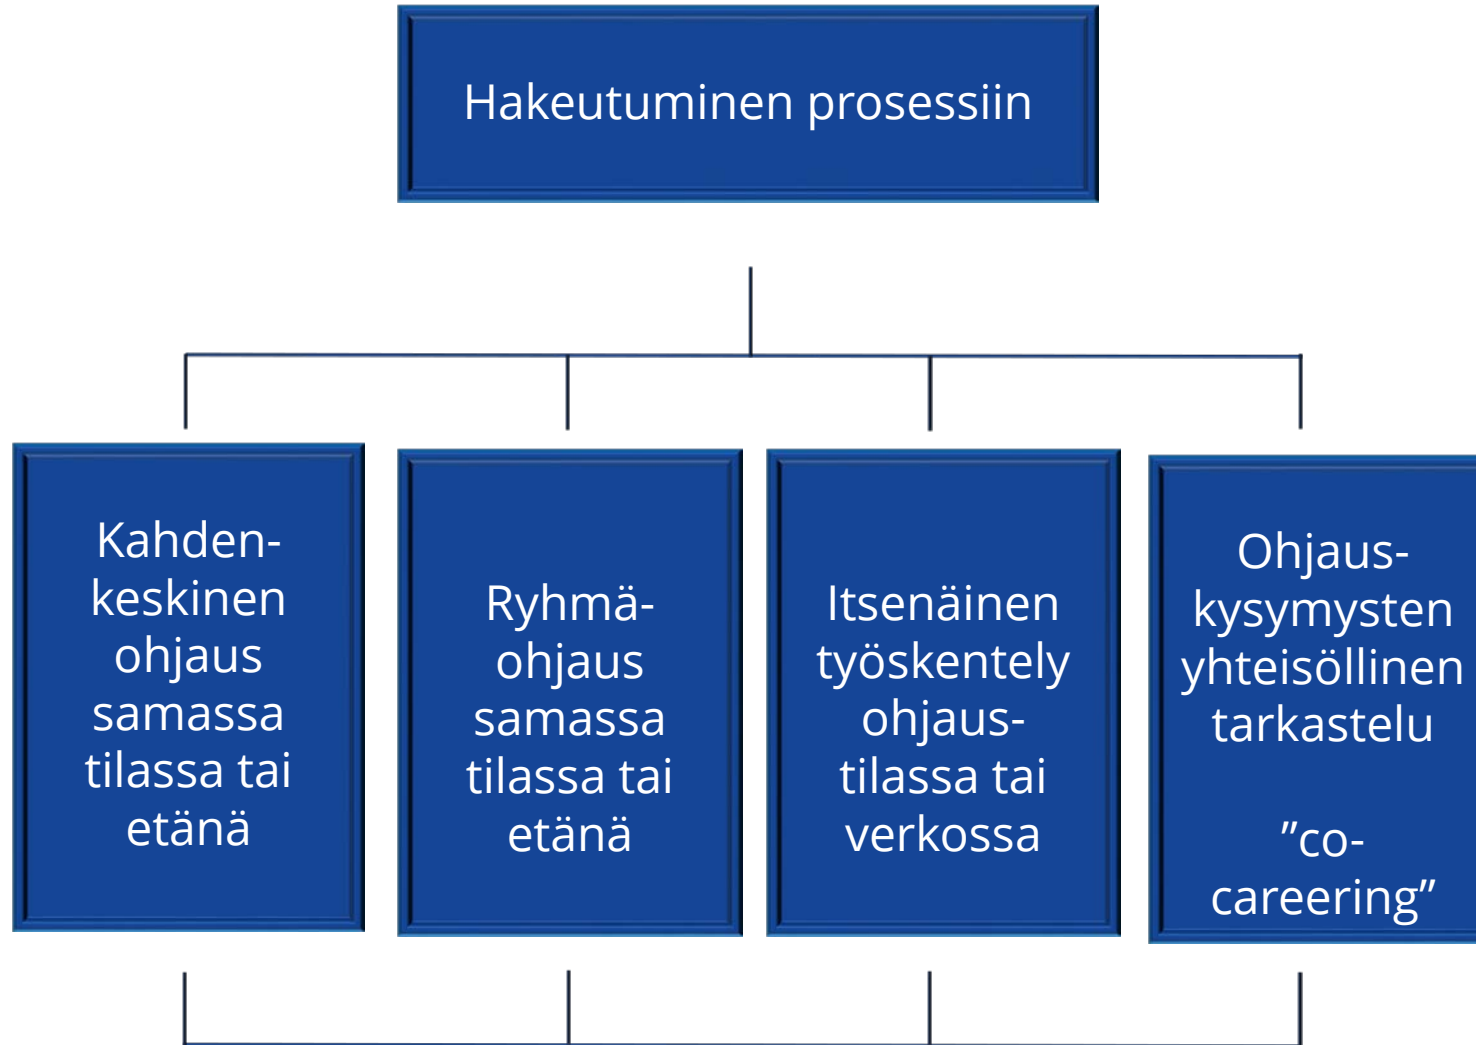 Hakeutuminen prosessiin
Kahden-
keskinen
ohjaus
samassa
tilassa tai
etänä
Ryhmä-
ohjaus
samassa
tilassa tai
etänä
Itsenäinen
työskentely
ohjaus-
tilassa tai
verkossa
Ohjaus-
kysymysten
yhteisöllinen
tarkastelu
”co-
careering”